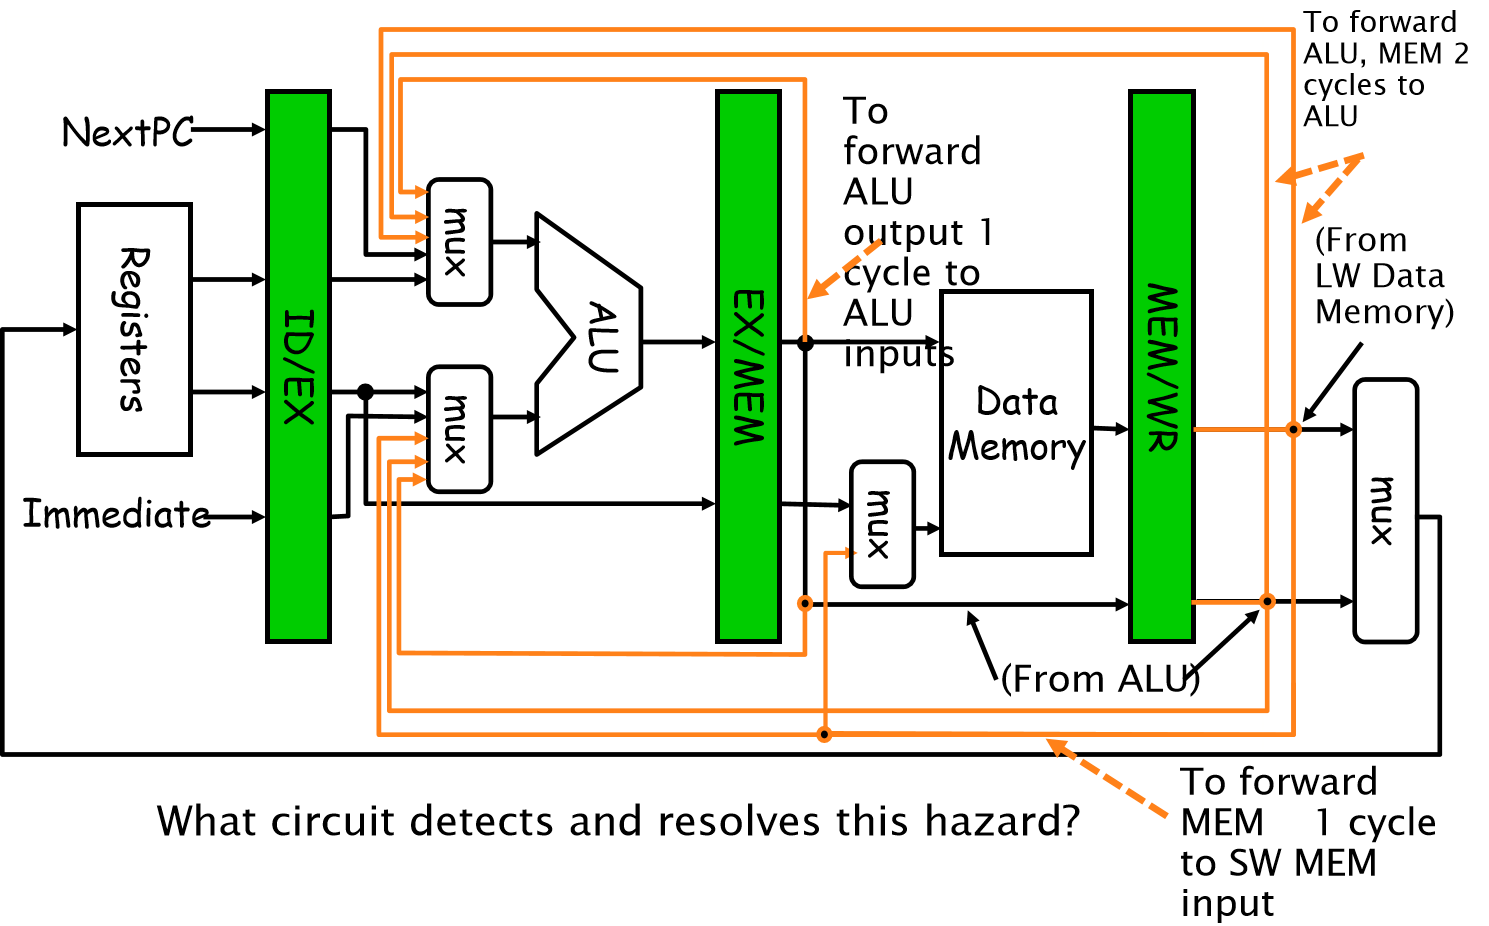 To forward
ALU, MEM 2
cycles to
ALU
NextPC
To
forward
ALU
output 1
cycle to
ALU
inputs
mux
(From
LW Data
Memory)
Registers
ID/EX
ALU
EX/MEM
MEM/WR
Data
Memory
mux
mux
mux
Immediate
(From ALU)
To forward
MEM 1 cycle
to SW MEM
input
What circuit detects and resolves this hazard?